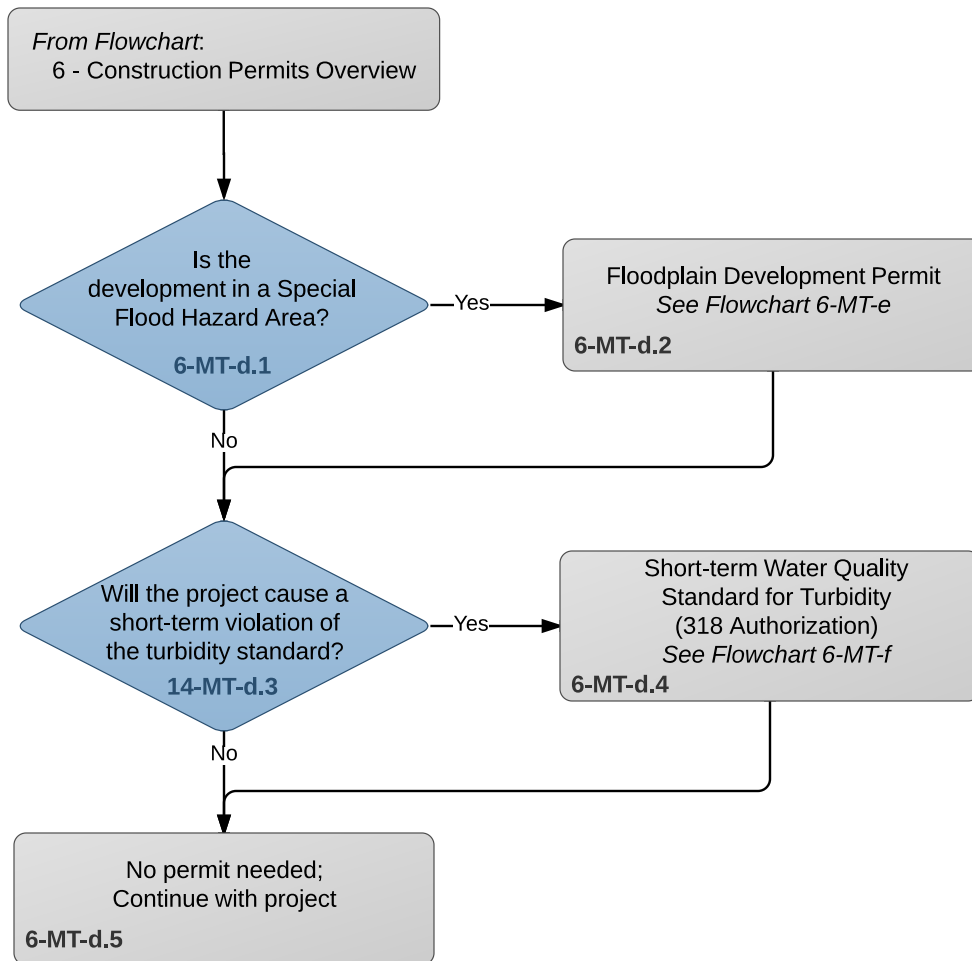 From Flowchart:
6 - Construction Permits Overview
Is the
development in a Special
Flood Hazard Area?
6-MT-d.1
Yes
Floodplain Development Permit
See Flowchart 6-MT-e
6-MT-d.2
No
Will the project cause a
short-term violation of
the turbidity standard?
14-MT-d.3
Yes
Short-term Water Quality
Standard for Turbidity
(318 Authorization)
See Flowchart 6-MT-f
6-MT-d.4
No
No permit needed;
Continue with project
6-MT-d.5